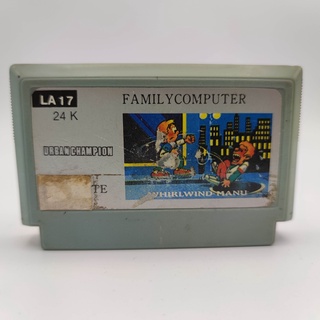 LA 17
FAMILYCOMPUTER
24 K
URBAN CHAMPION
TE
WHIRLWIND MANU